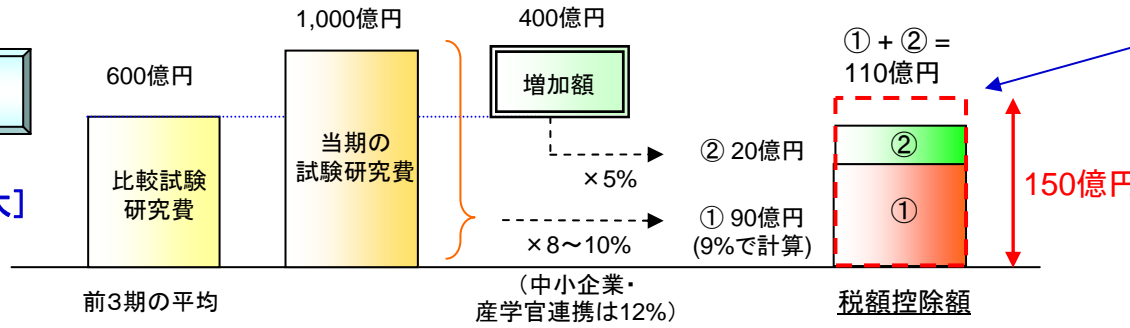 1,000億円
400億円
600億円
① + ② =
110億円
増加額
当期の
試験研究費
比較試験
研究費
② 20億円
②
×5%
大]
150億円
① 90億円
(9%で計算)
①
×8～10%
前3期の平均
（中小企業・
産学官連携は12%）
税額控除額